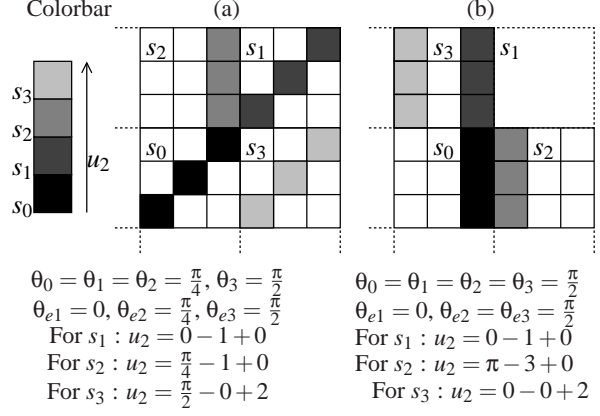 Colorbar (a) (b)
s₂ s₁ s₃ s₁
s₃
s₂
s₀ s₃ s₀ s₂
s₁ u₂
s₀
θ₀ = θ₁ = θ₂ = π/4, θ₃ = π/2
θₑ₁ = 0, θₑ₂ = π/4, θₑ₃ = π/2
For s₁ : u₂ = 0 − 1 + 0
For s₂ : u₂ = π/4 − 1 + 0
For s₃ : u₂ = π/2 − 0 + 2
θ₀ = θ₁ = θ₂ = θ₃ = π/2
θₑ₁ = 0, θₑ₂ = θₑ₃ = π/2
For s₁ : u₂ = 0 − 1 + 0
For s₂ : u₂ = π − 3 + 0
For s₃ : u₂ = 0 − 0 + 2